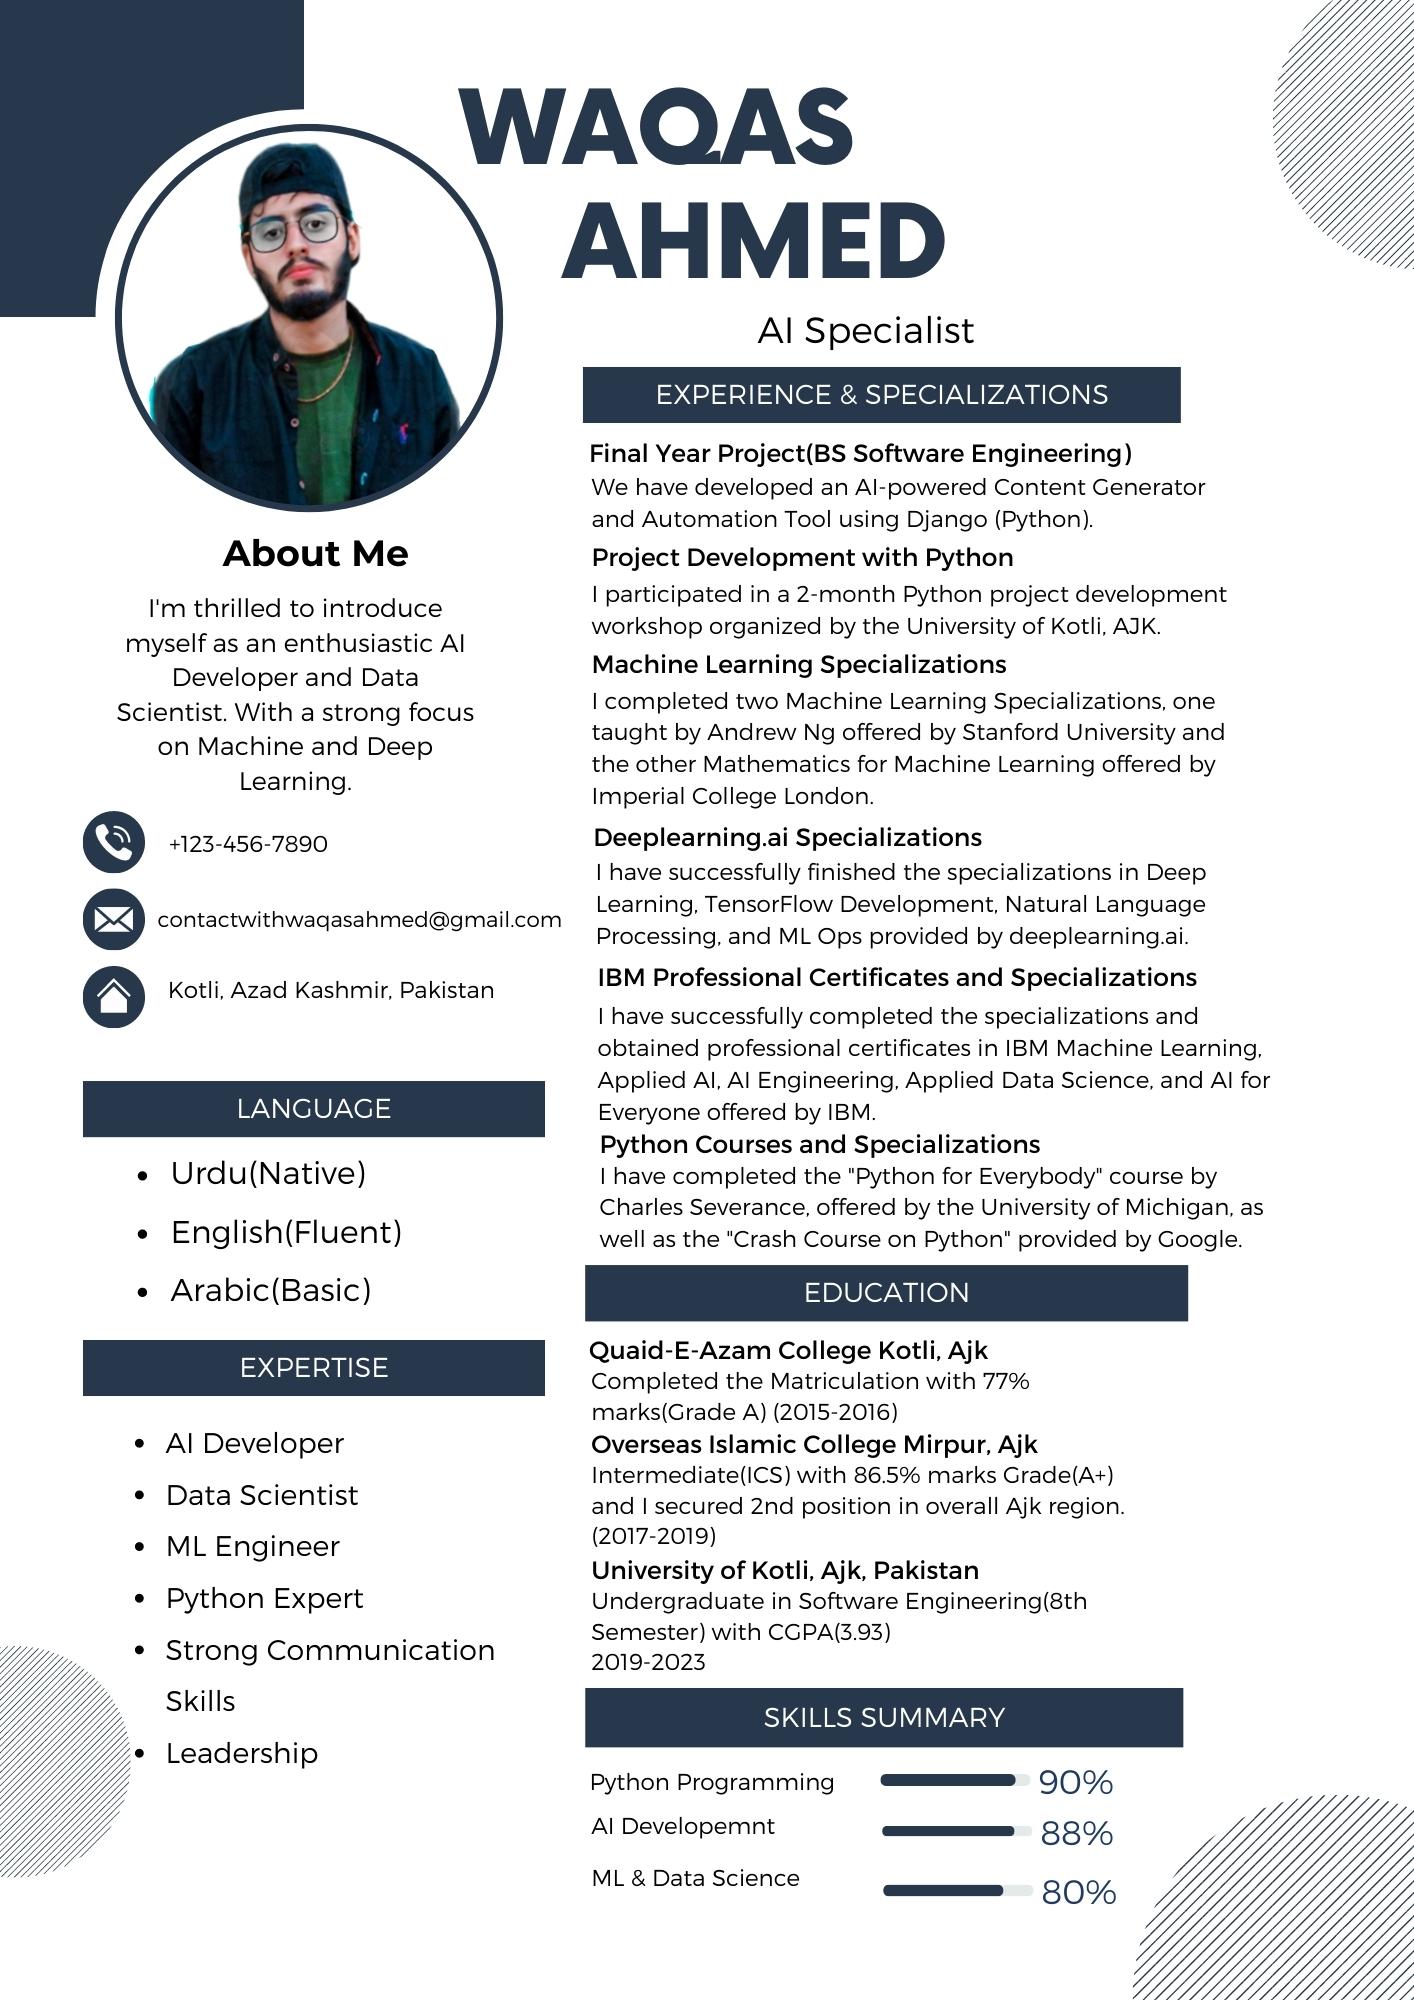 WAQAS
AHMED
AI Specialist
About Me
I'm thrilled to introduce
myself as an enthusiastic AI
Developer and Data
Scientist. With a strong focus
on Machine and Deep
Learning.
+123-456-7890
contactwithwaqasahmed@gmail.com
Kotli, Azad Kashmir, Pakistan
LANGUAGE
• Urdu(Native)
• English(Fluent)
• Arabic(Basic)
EXPERTISE
• AI Developer
• Data Scientist
• ML Engineer
• Python Expert
• Strong Communication
Skills
• Leadership
EXPERIENCE & SPECIALIZATIONS
Final Year Project(BS Software Engineering)
We have developed an AI-powered Content Generator
and Automation Tool using Django (Python).
Project Development with Python
I participated in a 2-month Python project development
workshop organized by the University of Kotli, AJK.
Machine Learning Specializations
I completed two Machine Learning Specializations, one
taught by Andrew Ng offered by Stanford University and
the other Mathematics for Machine Learning offered by
Imperial College London.
Deeplearning.ai Specializations
I have successfully finished the specializations in Deep
Learning, TensorFlow Development, Natural Language
Processing, and ML Ops provided by deeplearning.ai.
IBM Professional Certificates and Specializations
I have successfully completed the specializations and
obtained professional certificates in IBM Machine Learning,
Applied AI, AI Engineering, Applied Data Science, and AI for
Everyone offered by IBM.
Python Courses and Specializations
I have completed the "Python for Everybody" course by
Charles Severance, offered by the University of Michigan, as
well as the "Crash Course on Python" provided by Google.
EDUCATION
Quaid-E-Azam College Kotli, Ajk
Completed the Matriculation with 77%
marks(Grade A) (2015-2016)
Overseas Islamic College Mirpur, Ajk
Intermediate(ICS) with 86.5% marks Grade(A+)
and I secured 2nd position in overall Ajk region.
(2017-2019)
University of Kotli, Ajk, Pakistan
Undergraduate in Software Engineering(8th
Semester) with CGPA(3.93)
2019-2023
SKILLS SUMMARY
Python Programming 90%
AI Developemnt 88%
ML & Data Science 80%